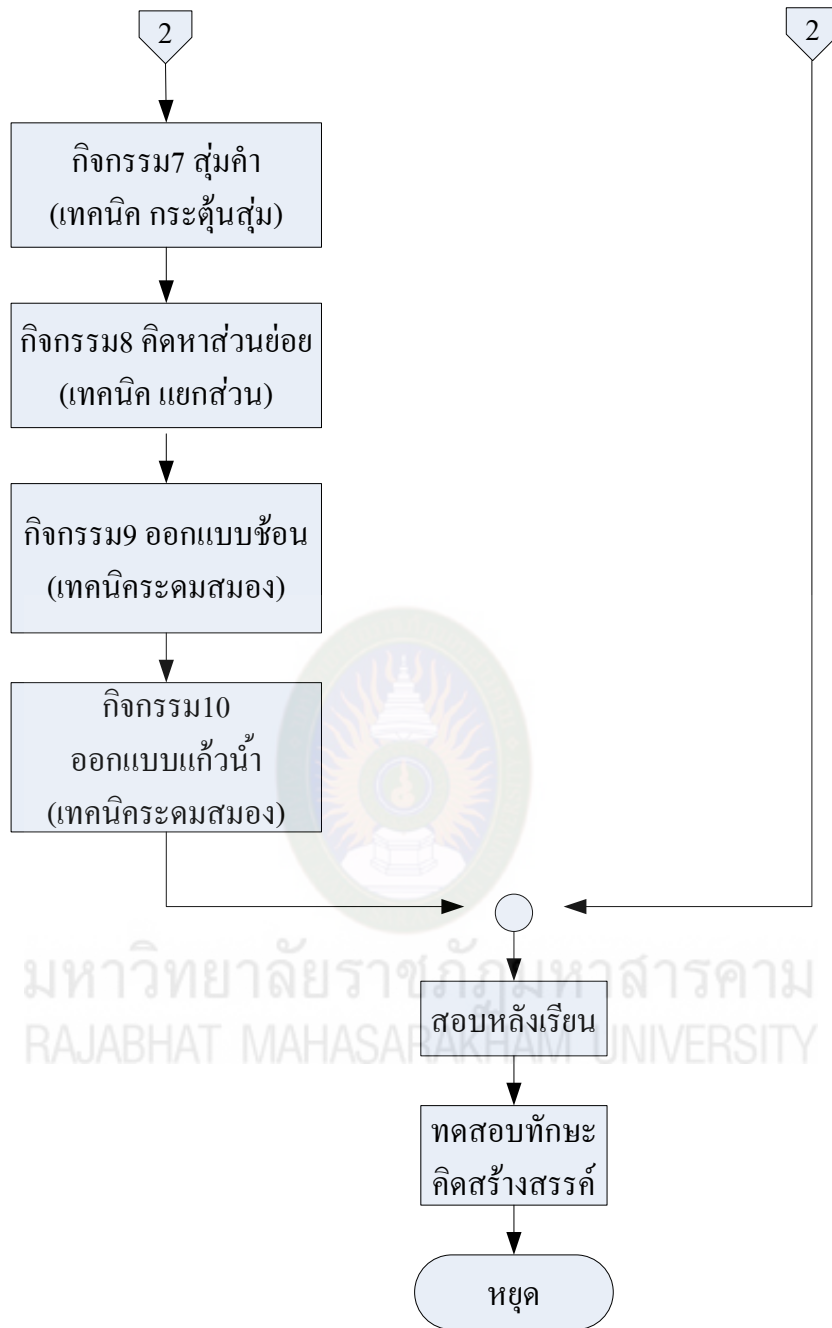 2
2
กิจกรรม7 สุ่มคำ
(เทคนิค กระตุ้นสุ่ม)
กิจกรรม8 คิดหาส่วนย่อย
(เทคนิค แยกส่วน)
กิจกรรม9 ออกแบบช้อน
(เทคนิคระดมสมอง)
กิจกรรม10
ออกแบบแก้วน้ำ
(เทคนิคระดมสมอง)
มหาวิทยาลัยราชภัฏมหาสารคาม
RAJABHAT MAHASARAKHAM UNIVERSITY
สอบหลังเรียน
ทดสอบทักษะ
คิดสร้างสรรค์
หยุด